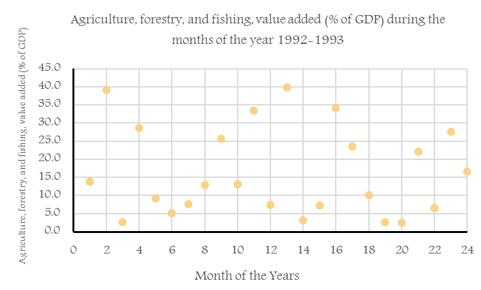 Agriculture, forestry, and fishing, value added (% of GDP) during the
months of the year 1992-1993
Agriculture, forestry, and fishing, value added (% of GDP)
45.0
40.0
35.0
30.0
25.0
20.0
15.0
10.0
5.0
0.0
0 2 4 6 8 10 12 14 16 18 20 22 24
Month of the Years